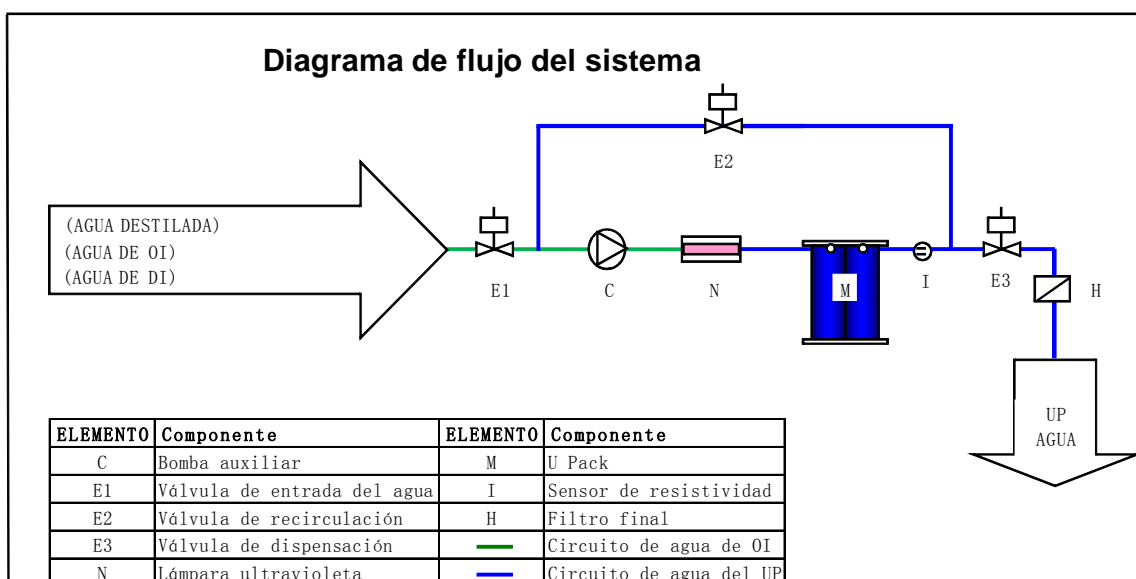 Diagrama de flujo del sistema
E2
(AGUA DESTILADA)
(AGUA DE OI)
(AGUA DE DI)
E1 C N M I E3 H
UP
AGUA
ELEMENTO Componente ELEMENTO Componente
C Bomba auxiliar M U Pack
E1 Válvula de entrada del agua I Sensor de resistividad
E2 Válvula de recirculación H Filtro final
E3 Válvula de dispensación Circuito de agua de OI
N Lámpara ultravioleta Circuito de agua del UP